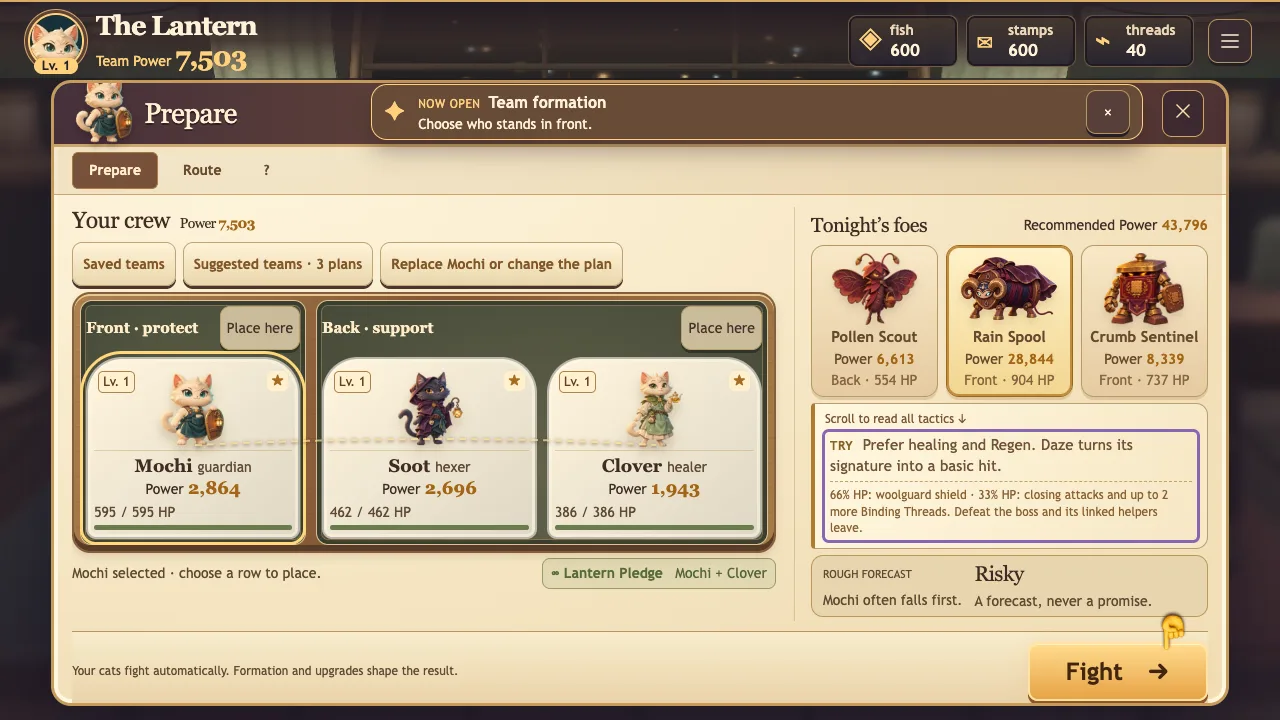 The Lantern
Team Power 7,503
Lv. 1
fish
600
stamps
600
threads
40
Prepare
NOW OPEN Team formation
Choose who stands in front.
×
Prepare
Route
?
Your crew Power 7,503
Saved teams
Suggested teams · 3 plans
Replace Mochi or change the plan
Front · protect
Place here
Back · support
Place here
Lv. 1
Mochi guardian
Power 2,864
595 / 595 HP
Lv. 1
Soot hexer
Power 2,696
462 / 462 HP
Lv. 1
Clover healer
Power 1,943
386 / 386 HP
Mochi selected · choose a row to place.
∞ Lantern Pledge Mochi + Clover
Tonight's foes
Recommended Power 43,796
Pollen Scout
Power 6,613
Back · 554 HP
Rain Spool
Power 28,844
Front · 904 HP
Crumb Sentinel
Power 8,339
Front · 737 HP
Scroll to read all tactics ↓
TRY Prefer healing and Regen. Daze turns its
signature into a basic hit.
66% HP: woolguard shield · 33% HP: closing attacks and up to 2
more Binding Threads. Defeat the boss and its linked helpers
leave.
ROUGH FORECAST
Mochi often falls first.
Risky
A forecast, never a promise.
Your cats fight automatically. Formation and upgrades shape the result.
Fight →